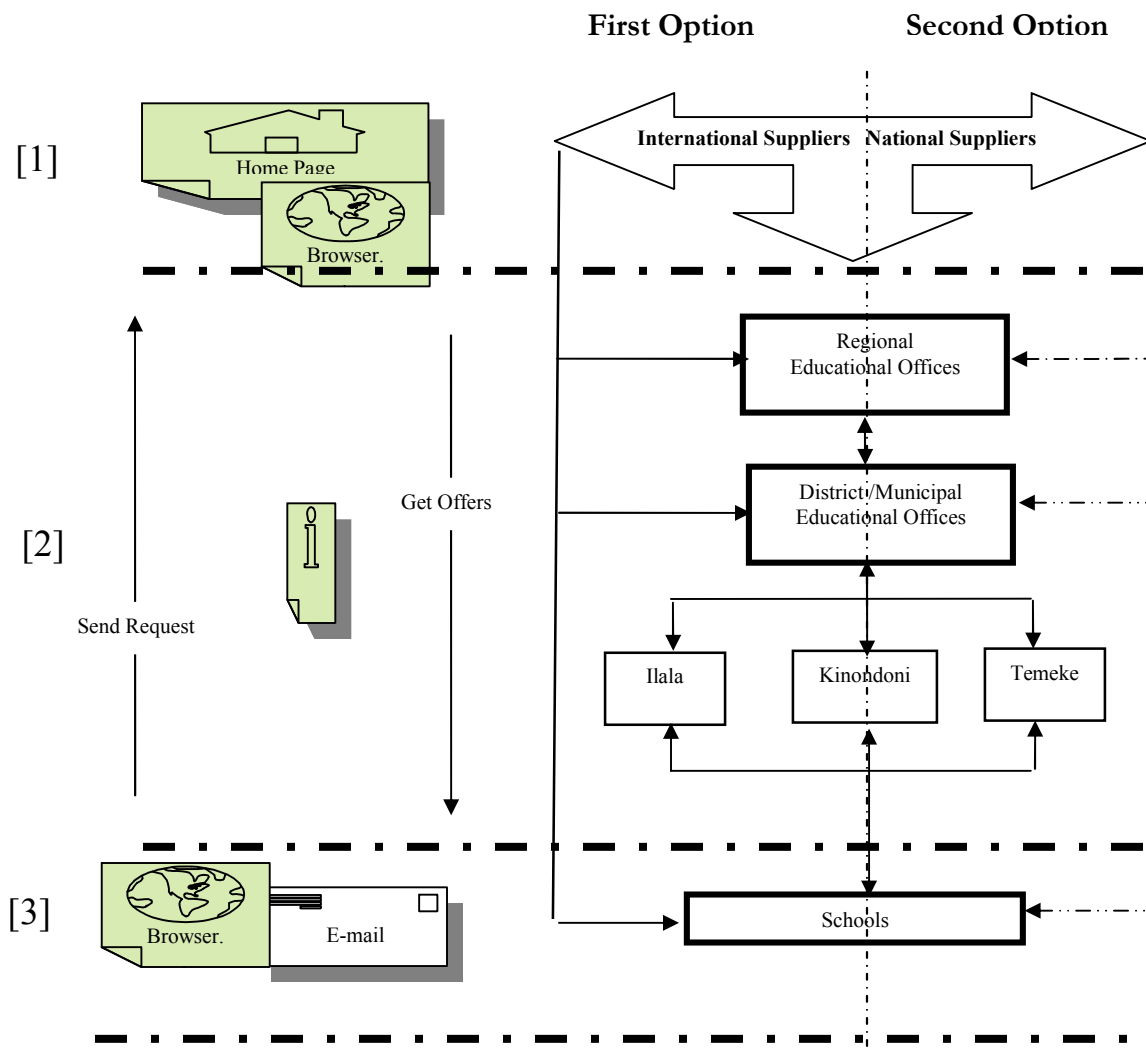 First Option
Second Option
[1]
Home Page
Browser.
International Suppliers
National Suppliers
Regional
Educational Offices
District /Municipal
Educational Offices
[2]
Send Request
i
Get Offers
Ilala
Kinondoni
Temeke
[3]
Browser.
E-mail
Schools